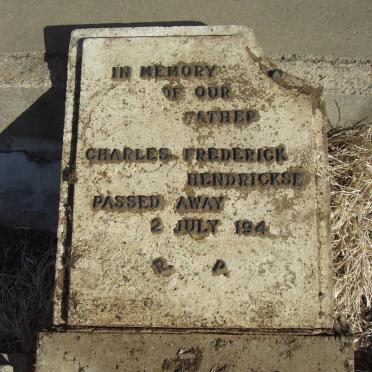 IN MEMORY
OF OUR
FATHER
CHARLES FREDERICK
HENDRICKSE
PASSED AWAY
2 JULY 194
R. P.